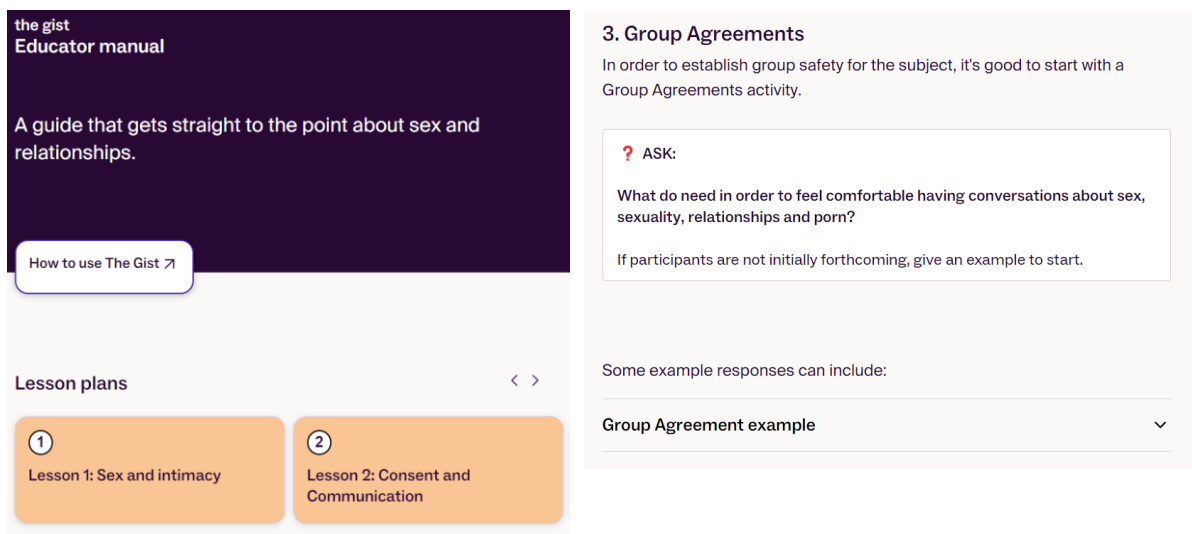 the gist
Educator manual
A guide that gets straight to the point about sex and
relationships.
How to use The Gist ↗
Lesson plans
< >
1
Lesson 1: Sex and intimacy
2
Lesson 2: Consent and
Communication
3. Group Agreements
In order to establish group safety for the subject, it's good to start with a
Group Agreements activity.
❓ ASK:
What do need in order to feel comfortable having conversations about sex,
sexuality, relationships and porn?
If participants are not initially forthcoming, give an example to start.
Some example responses can include:
Group Agreement example